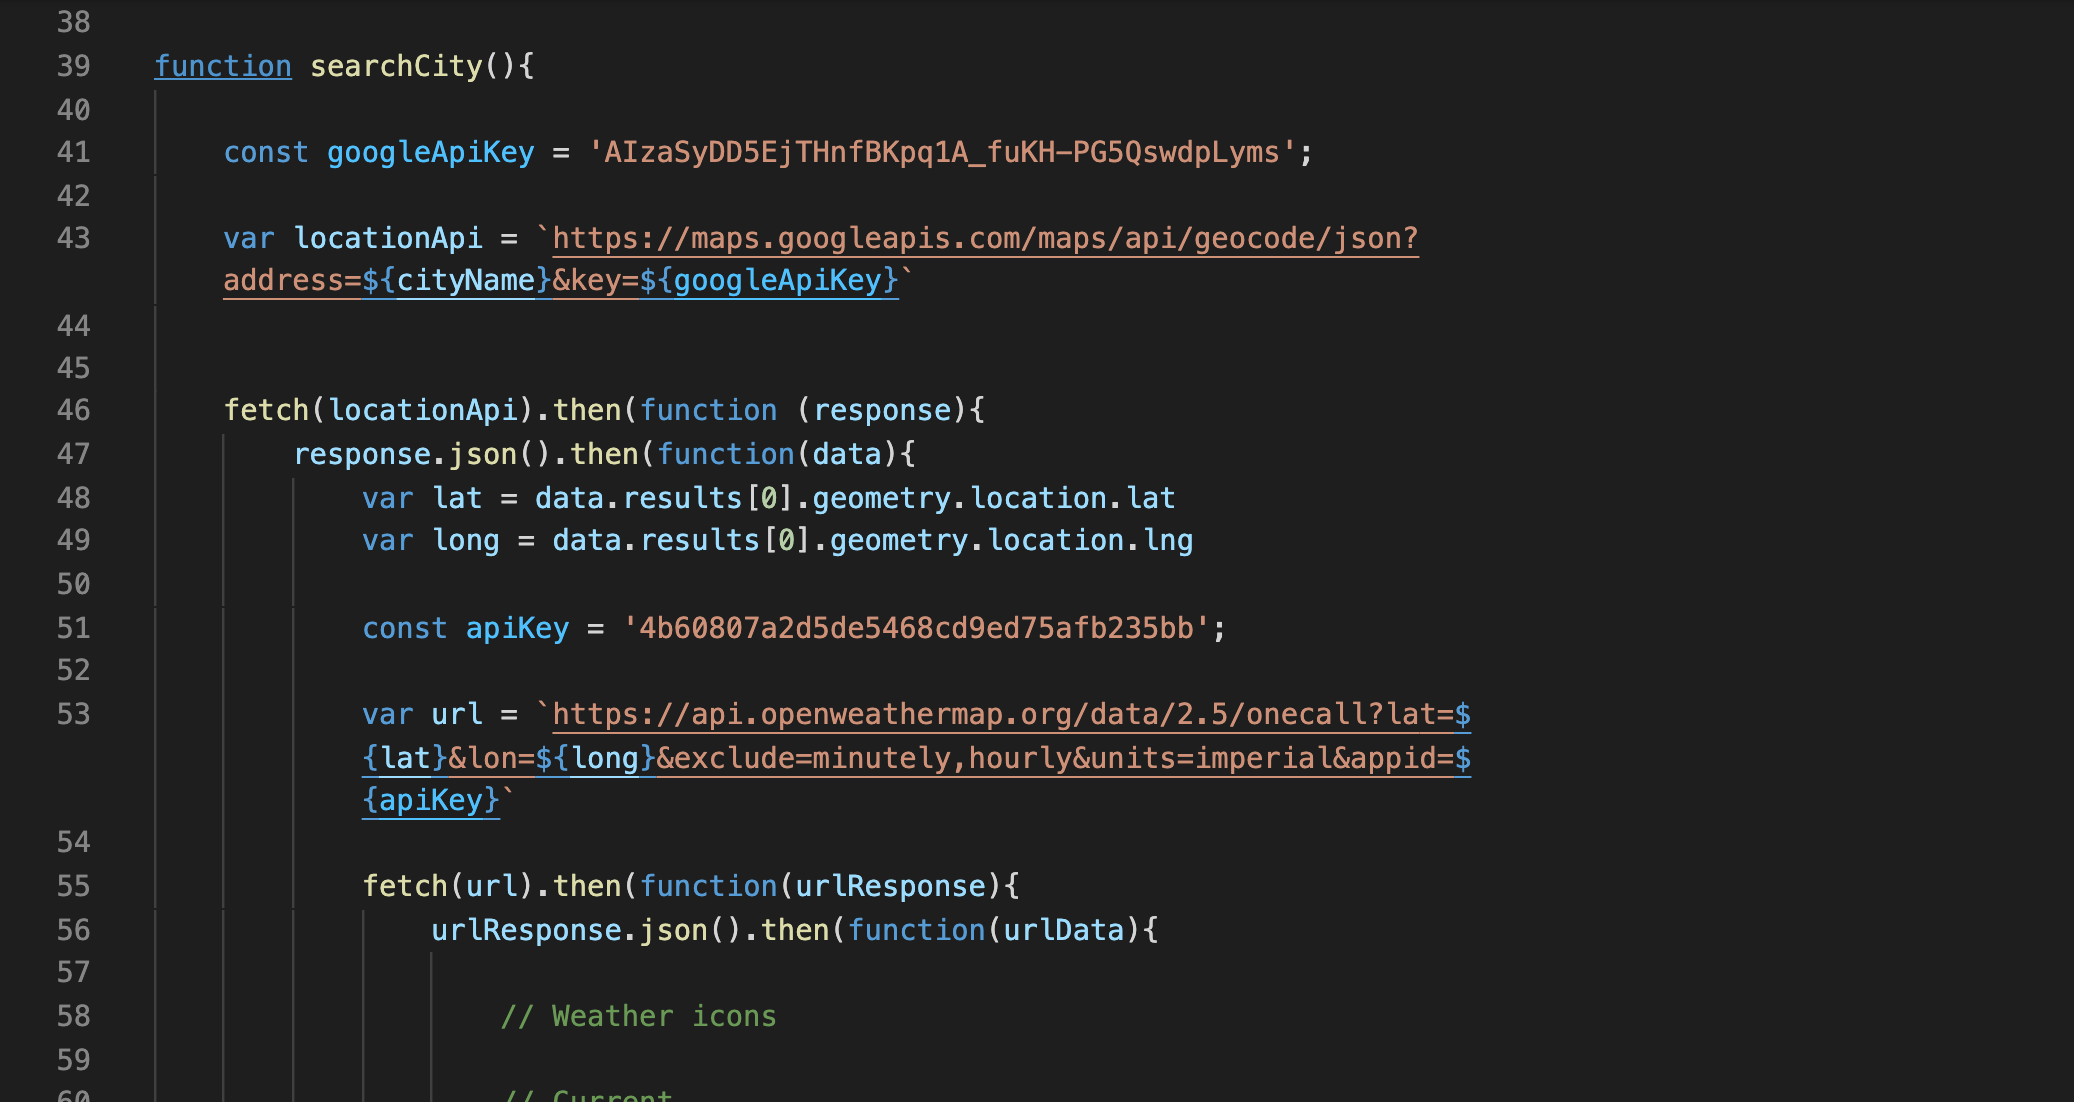 38
39 function searchCity(){
40
41 const googleApiKey = 'AIzaSyDD5EjTHnfBKpq1A_fuKH-PG5QswdpLyms';
42
43 var locationApi = `https://maps.googleapis.com/maps/api/geocode/json?
address=${cityName}&key=${googleApiKey}`
44
45
46 fetch(locationApi).then(function (response){
47 response.json().then(function(data){
48 var lat = data.results[0].geometry.location.lat
49 var long = data.results[0].geometry.location.lng
50
51 const apiKey = '4b60807a2d5de5468cd9ed75afb235bb';
52
53 var url = `https://api.openweathermap.org/data/2.5/onecall?lat=$
{lat}&lon=${long}&exclude=minutely,hourly&units=imperial&appid=$
{apiKey}`
54
55 fetch(url).then(function(urlResponse){
56 urlResponse.json().then(function(urlData){
57
58 // Weather icons
59
60 // Current